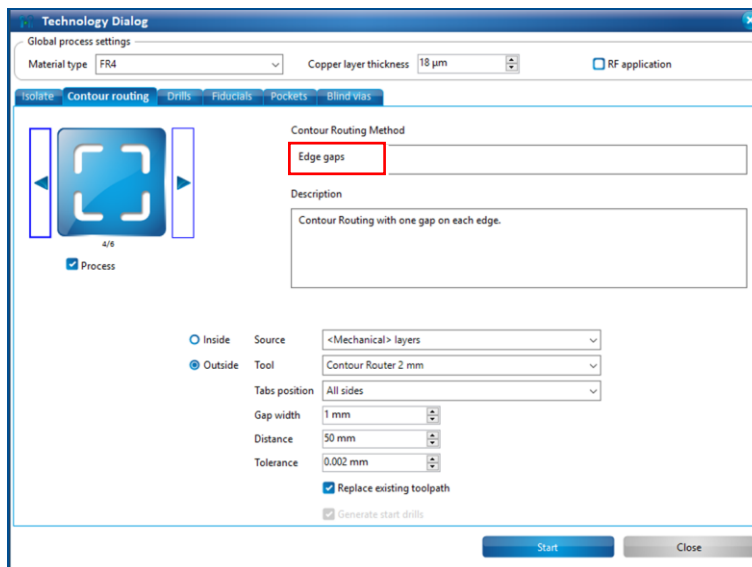 Technology Dialog
Global process settings
Material type FR4 Copper layer thickness 18 µm RF application
Isolate Contour routing Drills Fiducials Pockets Blind vias
Contour Routing Method
Edge gaps
Description
Contour Routing with one gap on each edge.
4/6
Process
Inside Source <Mechanical> layers
Outside Tool Contour Router 2 mm
Tabs position All sides
Gap width 1 mm
Distance 50 mm
Tolerance 0.002 mm
Replace existing toolpath
Generate start drills
Start Close